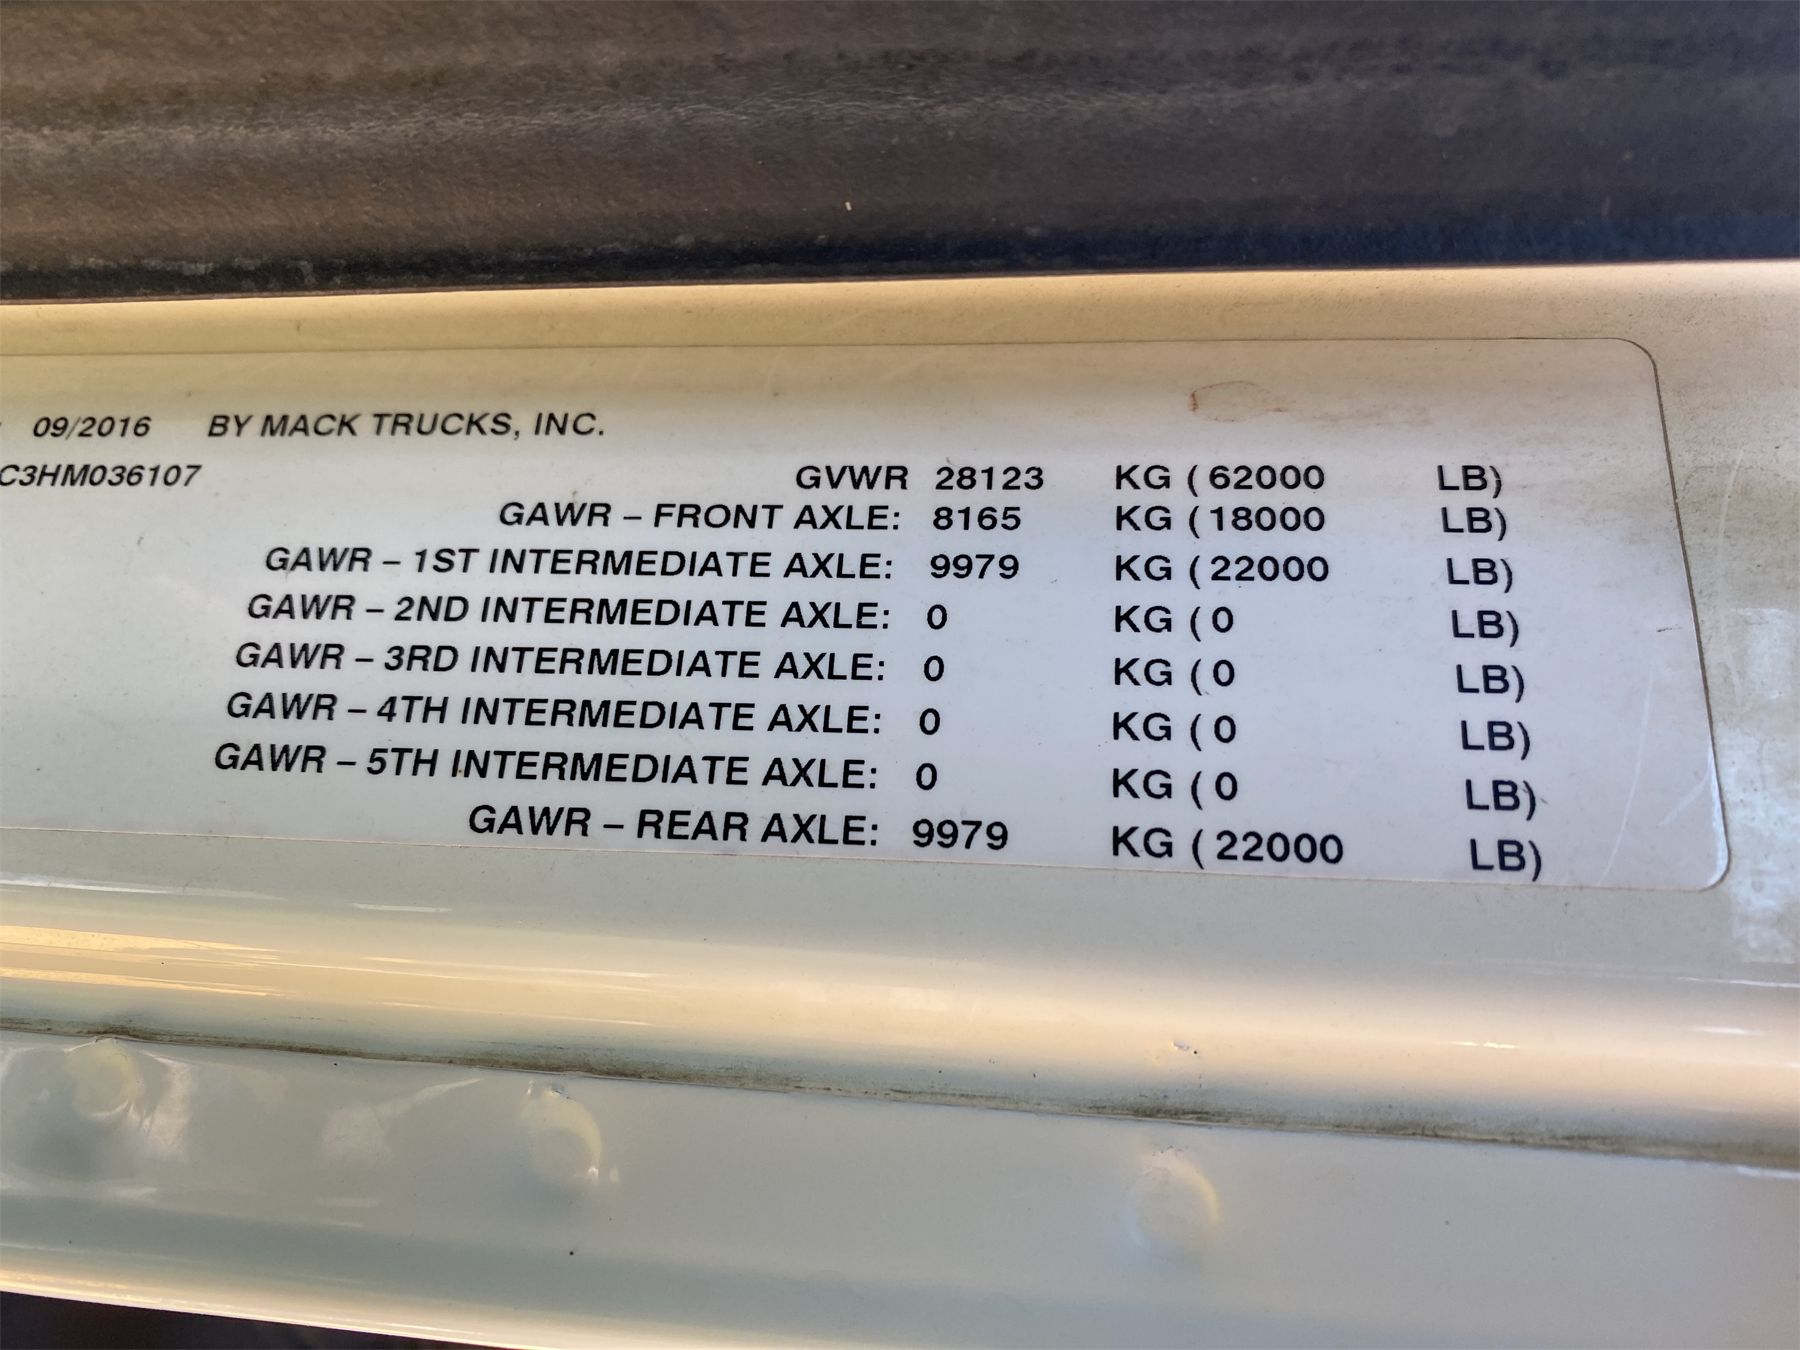 09/2016 BY MACK TRUCKS, INC.
C3HM036107
GVWR 28123 KG (62000 LB)
GAWR – FRONT AXLE: 8165 KG (18000 LB)
GAWR – 1ST INTERMEDIATE AXLE: 9979 KG (22000 LB)
GAWR – 2ND INTERMEDIATE AXLE: 0 KG (0 LB)
GAWR – 3RD INTERMEDIATE AXLE: 0 KG (0 LB)
GAWR – 4TH INTERMEDIATE AXLE: 0 KG (0 LB)
GAWR – 5TH INTERMEDIATE AXLE: 0 KG (0 LB)
GAWR – REAR AXLE: 9979 KG (22000 LB)